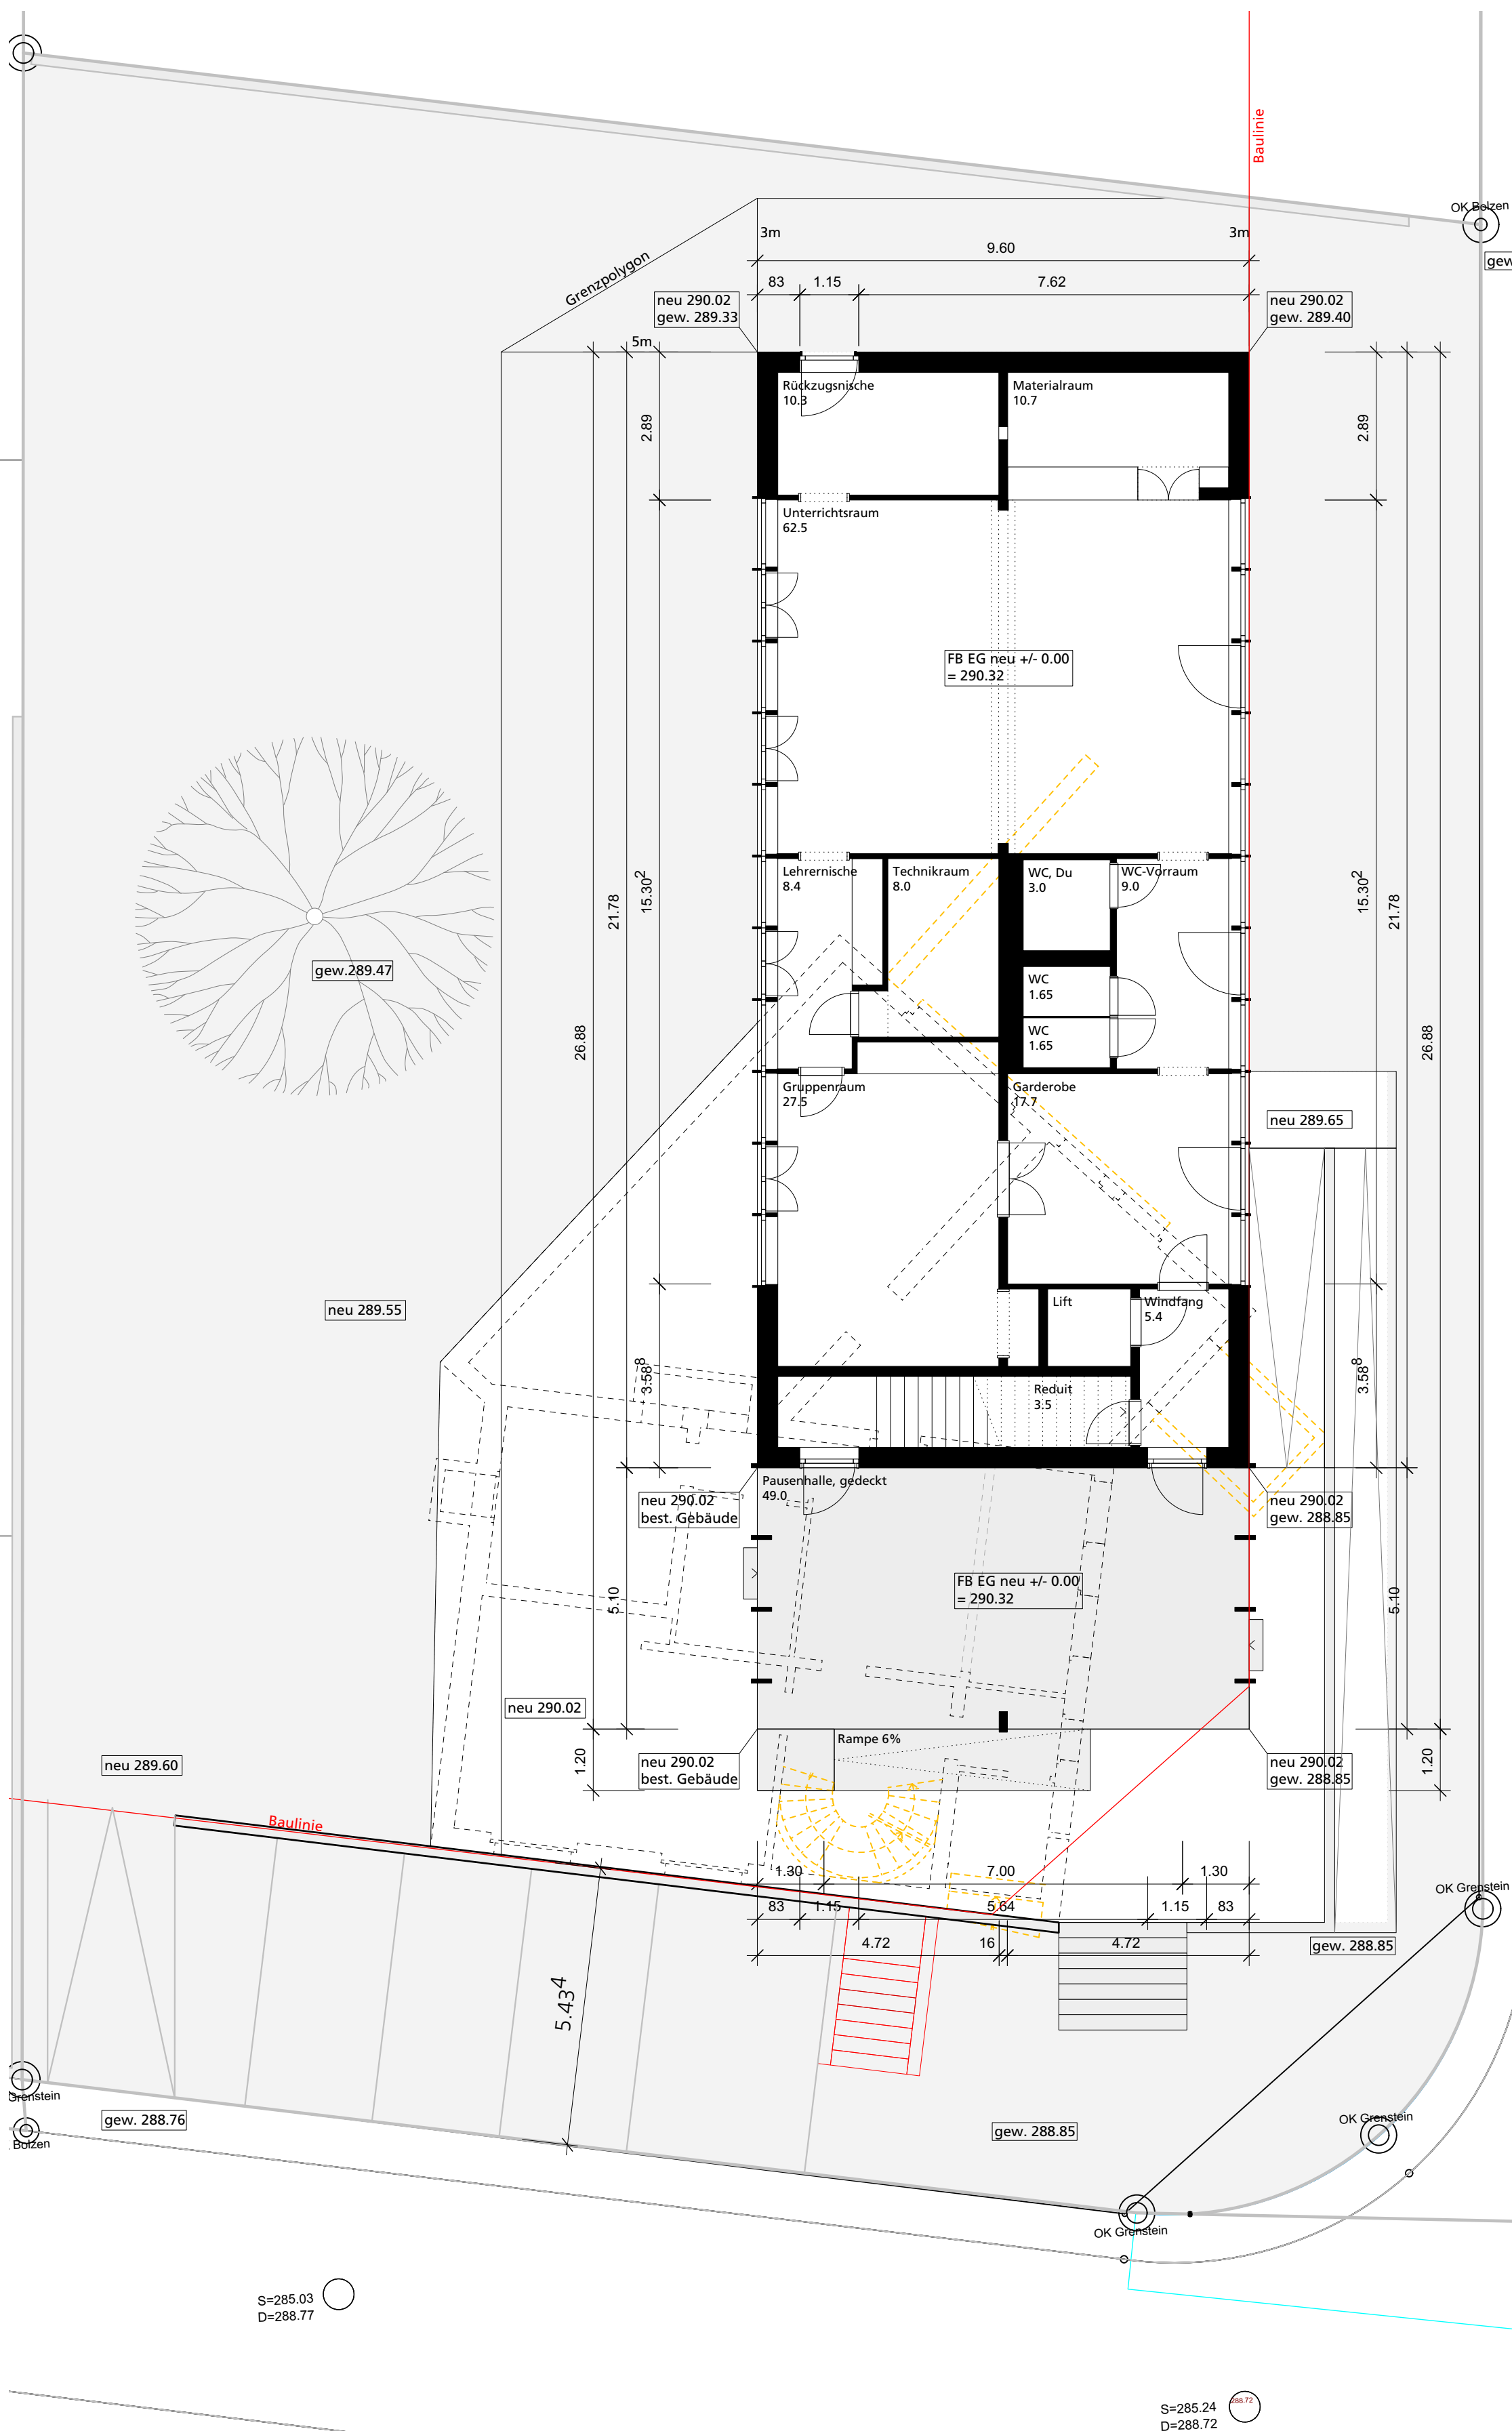 Baulinie
OK Bolzen
gew
3m
3m
9.60
Grenzpolygon
83
1.15
7.62
neu 290.02
gew. 289.33
neu 290.02
gew. 289.40
5m
Rückzugsnische
10.3
Materialraum
10.7
2.89
2.89
Unterrichtsraum
62.5
FB EG neu +/- 0.00
= 290.32
Lehrernische
8.4
Technikraum
8.0
WC, Du
3.0
WC-Vorraum
9.0
15.30²
21.78
26.88
15.30²
21.78
26.88
gew.289.47
WC
1.65
WC
1.65
Gruppenraum
27.5
Garderobe
17.7
neu 289.65
neu 289.55
Lift
Windfang
5.4
3.58⁸
3.58⁸
Reduit
3.5
Pausenhalle, gedeckt
49.0
neu 290.02
best. Gebäude
neu 290.02
gew. 288.85
FB EG neu +/- 0.00
= 290.32
5.10
5.10
neu 290.02
Rampe 6%
neu 289.60
neu 290.02
best. Gebäude
neu 290.02
gew. 288.85
1.20
1.20
Baulinie
1.30
7.00
1.30
OK Grenstein
83
1.15
5.64
1.15
83
4.72
16
4.72
gew. 288.85
5.43⁴
Grenstein
gew. 288.76
Bolzen
gew. 288.85
OK Grenstein
OK Grenstein
S=285.03
D=288.77
S=285.24
D=288.72
288.72